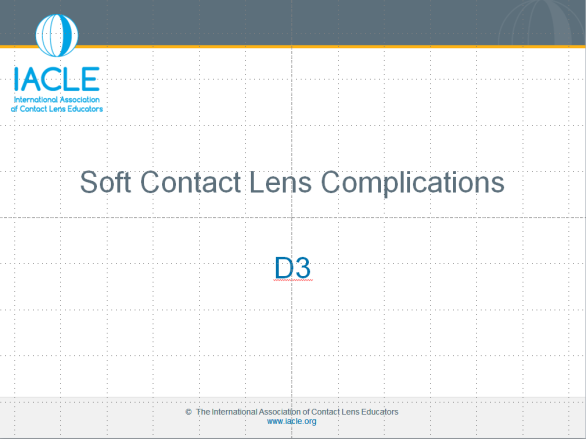 IACLE
International Association
of Contact Lens Educators
Soft Contact Lens Complications
D3
© The International Association of Contact Lens Educators
www.iacle.org